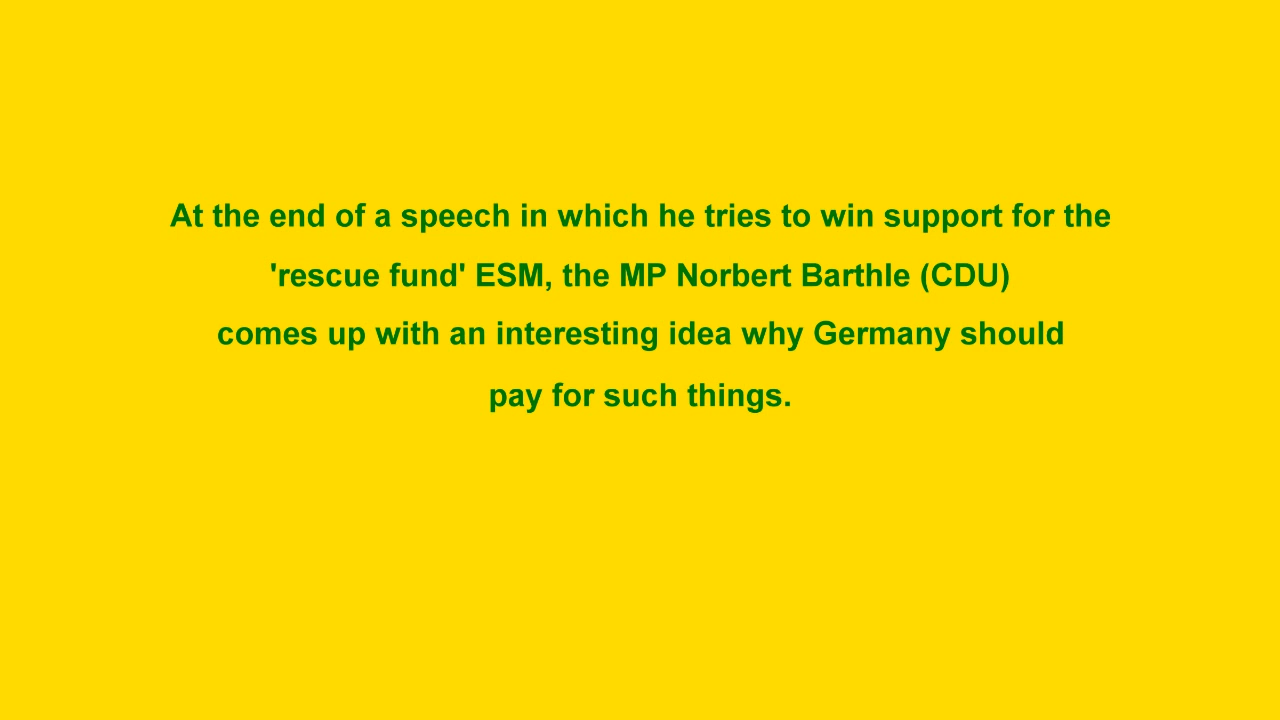 At the end of a speech in which he tries to win support for the
'rescue fund' ESM, the MP Norbert Barthle (CDU)
comes up with an interesting idea why Germany should
pay for such things.